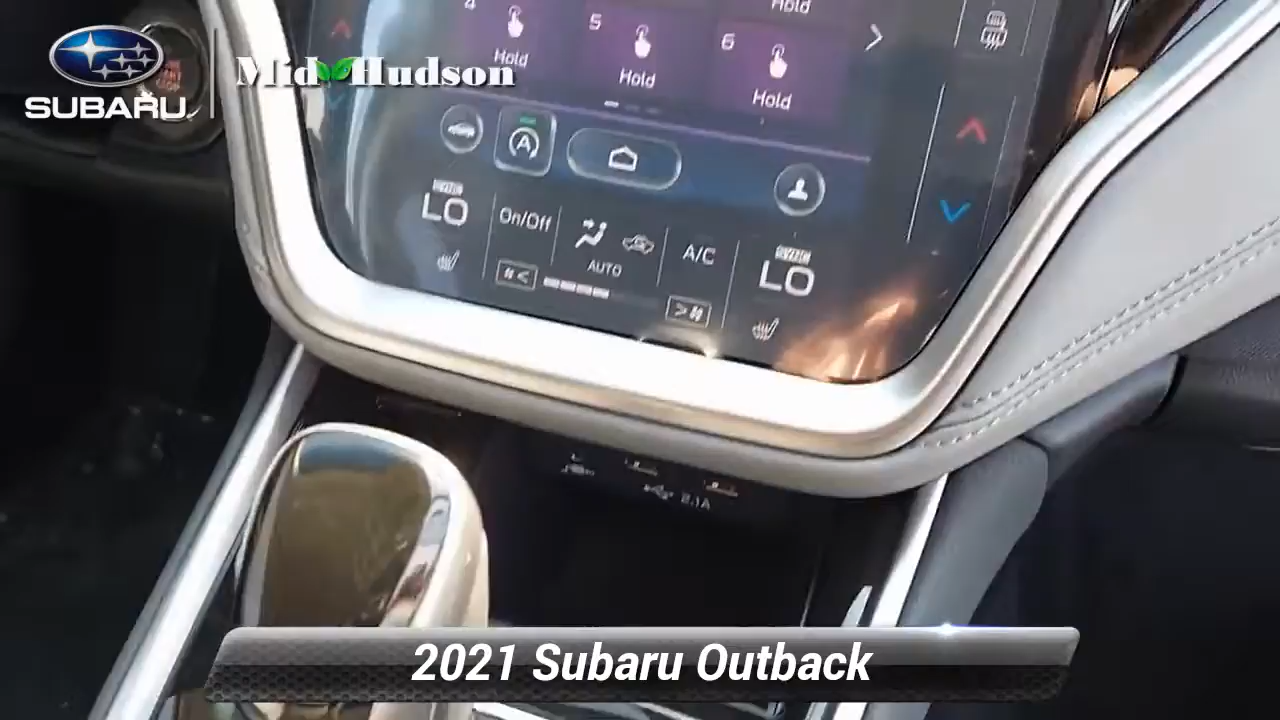 SUBARU
Mid Hudson
4
Hold
5
Hold
6
Hold
Hold
A
LO
On/Off
AUTO
A/C
LO
2.1A
2021 Subaru Outback